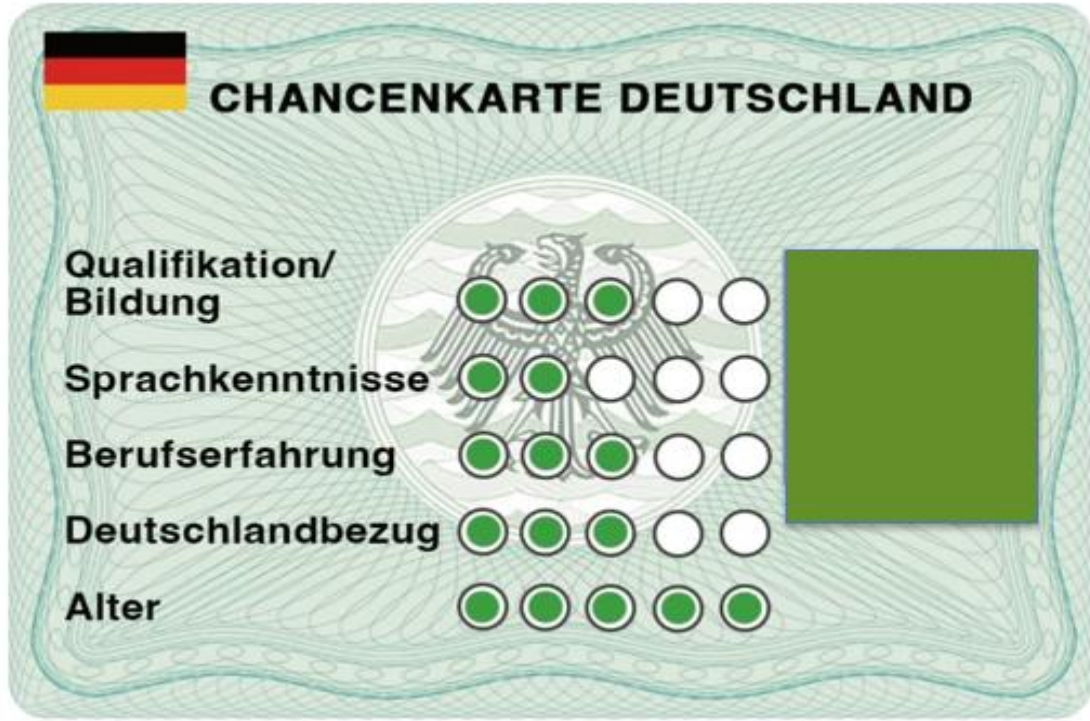 CHANCENKARTE DEUTSCHLAND
Qualifikation/
Bildung
Sprachkenntnisse
Berufserfahrung
Deutschlandbezug
Alter